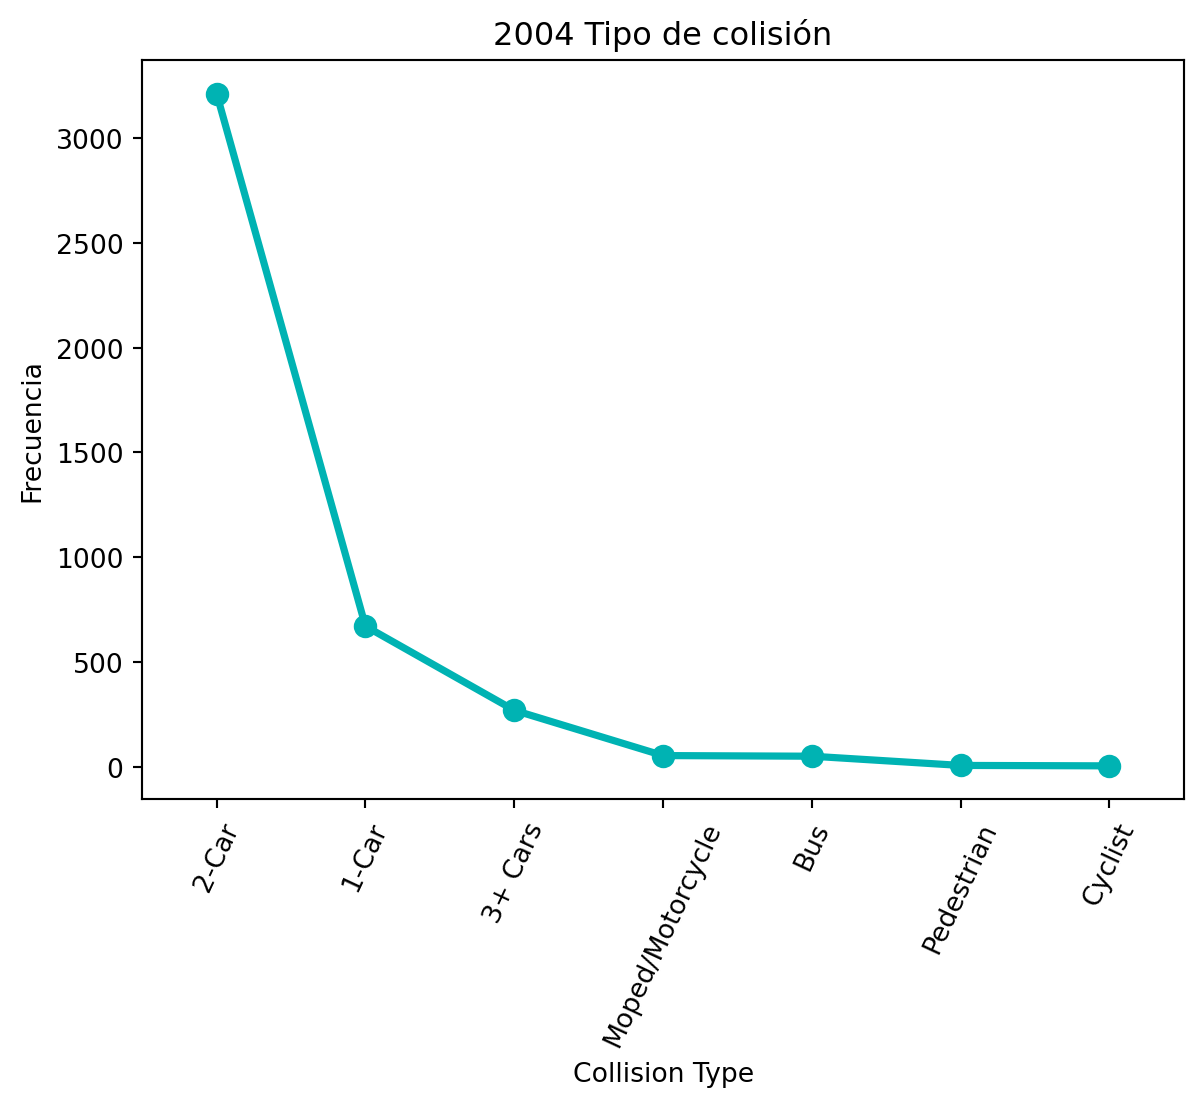 2004 Tipo de colisión
Frecuencia
3000
2500
2000
1500
1000
500
0
2-Car
1-Car
3+ Cars
Moped/Motorcycle
Bus
Pedestrian
Cyclist
Collision Type